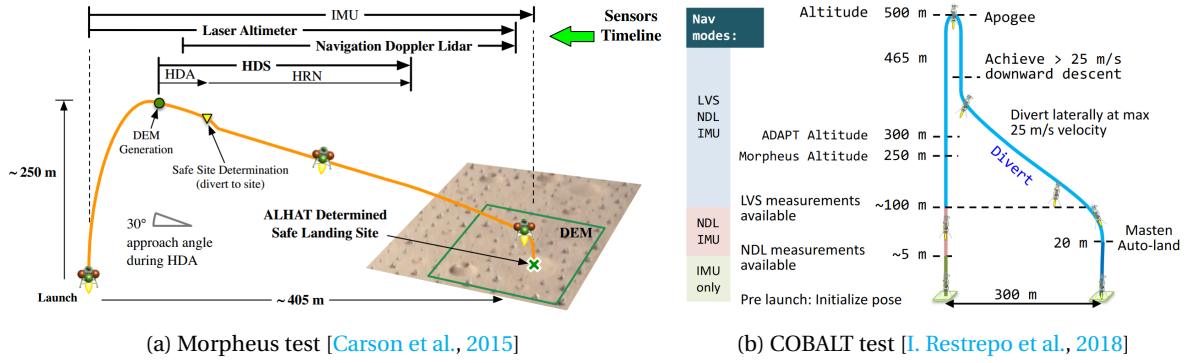 IMU
Laser Altimeter
Navigation Doppler Lidar
Sensors
Timeline
HDS
HDA
HRN
DEM
Generation
Safe Site Determination
(divert to site)
~ 250 m
30°
approach angle
during HDA
ALHAT Determined
Safe Landing Site
DEM
Launch
~ 405 m
(a) Morpheus test [Carson et al., 2015]
Nav
modes:
Altitude
500 m
Apogee
465 m
Achieve > 25 m/s
downward descent
LVS
NDL
IMU
Divert laterally at max
25 m/s velocity
ADAPT Altitude
300 m
Morpheus Altitude
250 m
Divert
LVS measurements
available
~100 m
NDL
IMU
Masten
Auto-land
20 m
NDL measurements
available
~5 m
IMU
only
Pre launch: Initialize pose
300 m
(b) COBALT test [I. Restrepo et al., 2018]